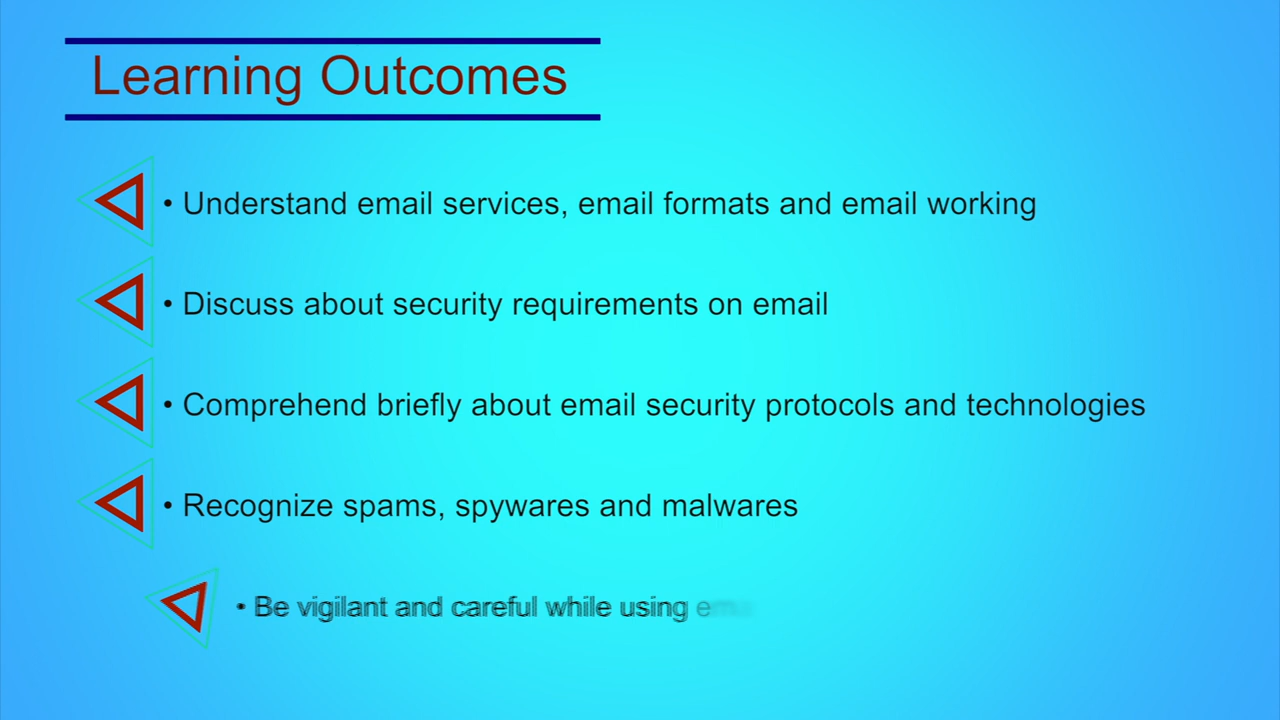 Learning Outcomes
• Understand email services, email formats and email working
• Discuss about security requirements on email
• Comprehend briefly about email security protocols and technologies
• Recognize spams, spywares and malwares
• Be vigilant and careful while using